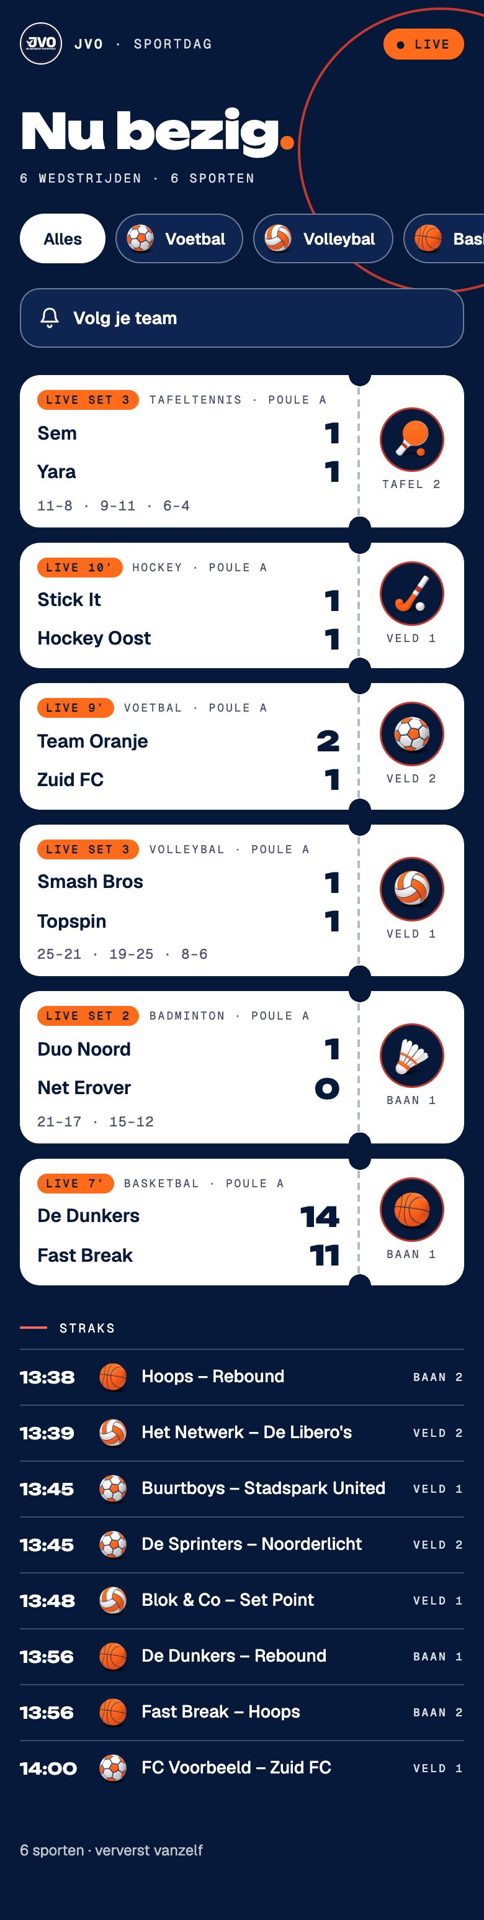 JVO
JVO · SPORTDAG
LIVE
Nu bezig.
6 WEDSTRIJDEN · 6 SPORTEN
Alles
Voetbal
Volleybal
Bas
Volg je team
LIVE SET 3 TAFELTENNIS · POULE A
Sem 1
Yara 1
11–8 · 9–11 · 6–4
TAFEL 2
LIVE 10′ HOCKEY · POULE A
Stick It 1
Hockey Oost 1
VELD 1
LIVE 9′ VOETBAL · POULE A
Team Oranje 2
Zuid FC 1
VELD 2
LIVE SET 3 VOLLEYBAL · POULE A
Smash Bros 1
Topspin 1
25–21 · 19–25 · 8–6
VELD 1
LIVE SET 2 BADMINTON · POULE A
Duo Noord 1
Net Erover 0
21–17 · 15–12
BAAN 1
LIVE 7′ BASKETBAL · POULE A
De Dunkers 14
Fast Break 11
BAAN 1
STRAKS
13:38 Hoops – Rebound BAAN 2
13:39 Het Netwerk – De Libero's VELD 2
13:45 Buurtboys – Stadspark United VELD 1
13:45 De Sprinters – Noorderlicht VELD 2
13:48 Blok & Co – Set Point VELD 1
13:56 De Dunkers – Rebound BAAN 1
13:56 Fast Break – Hoops BAAN 2
14:00 FC Voorbeeld – Zuid FC VELD 1
6 sporten · ververst vanzelf